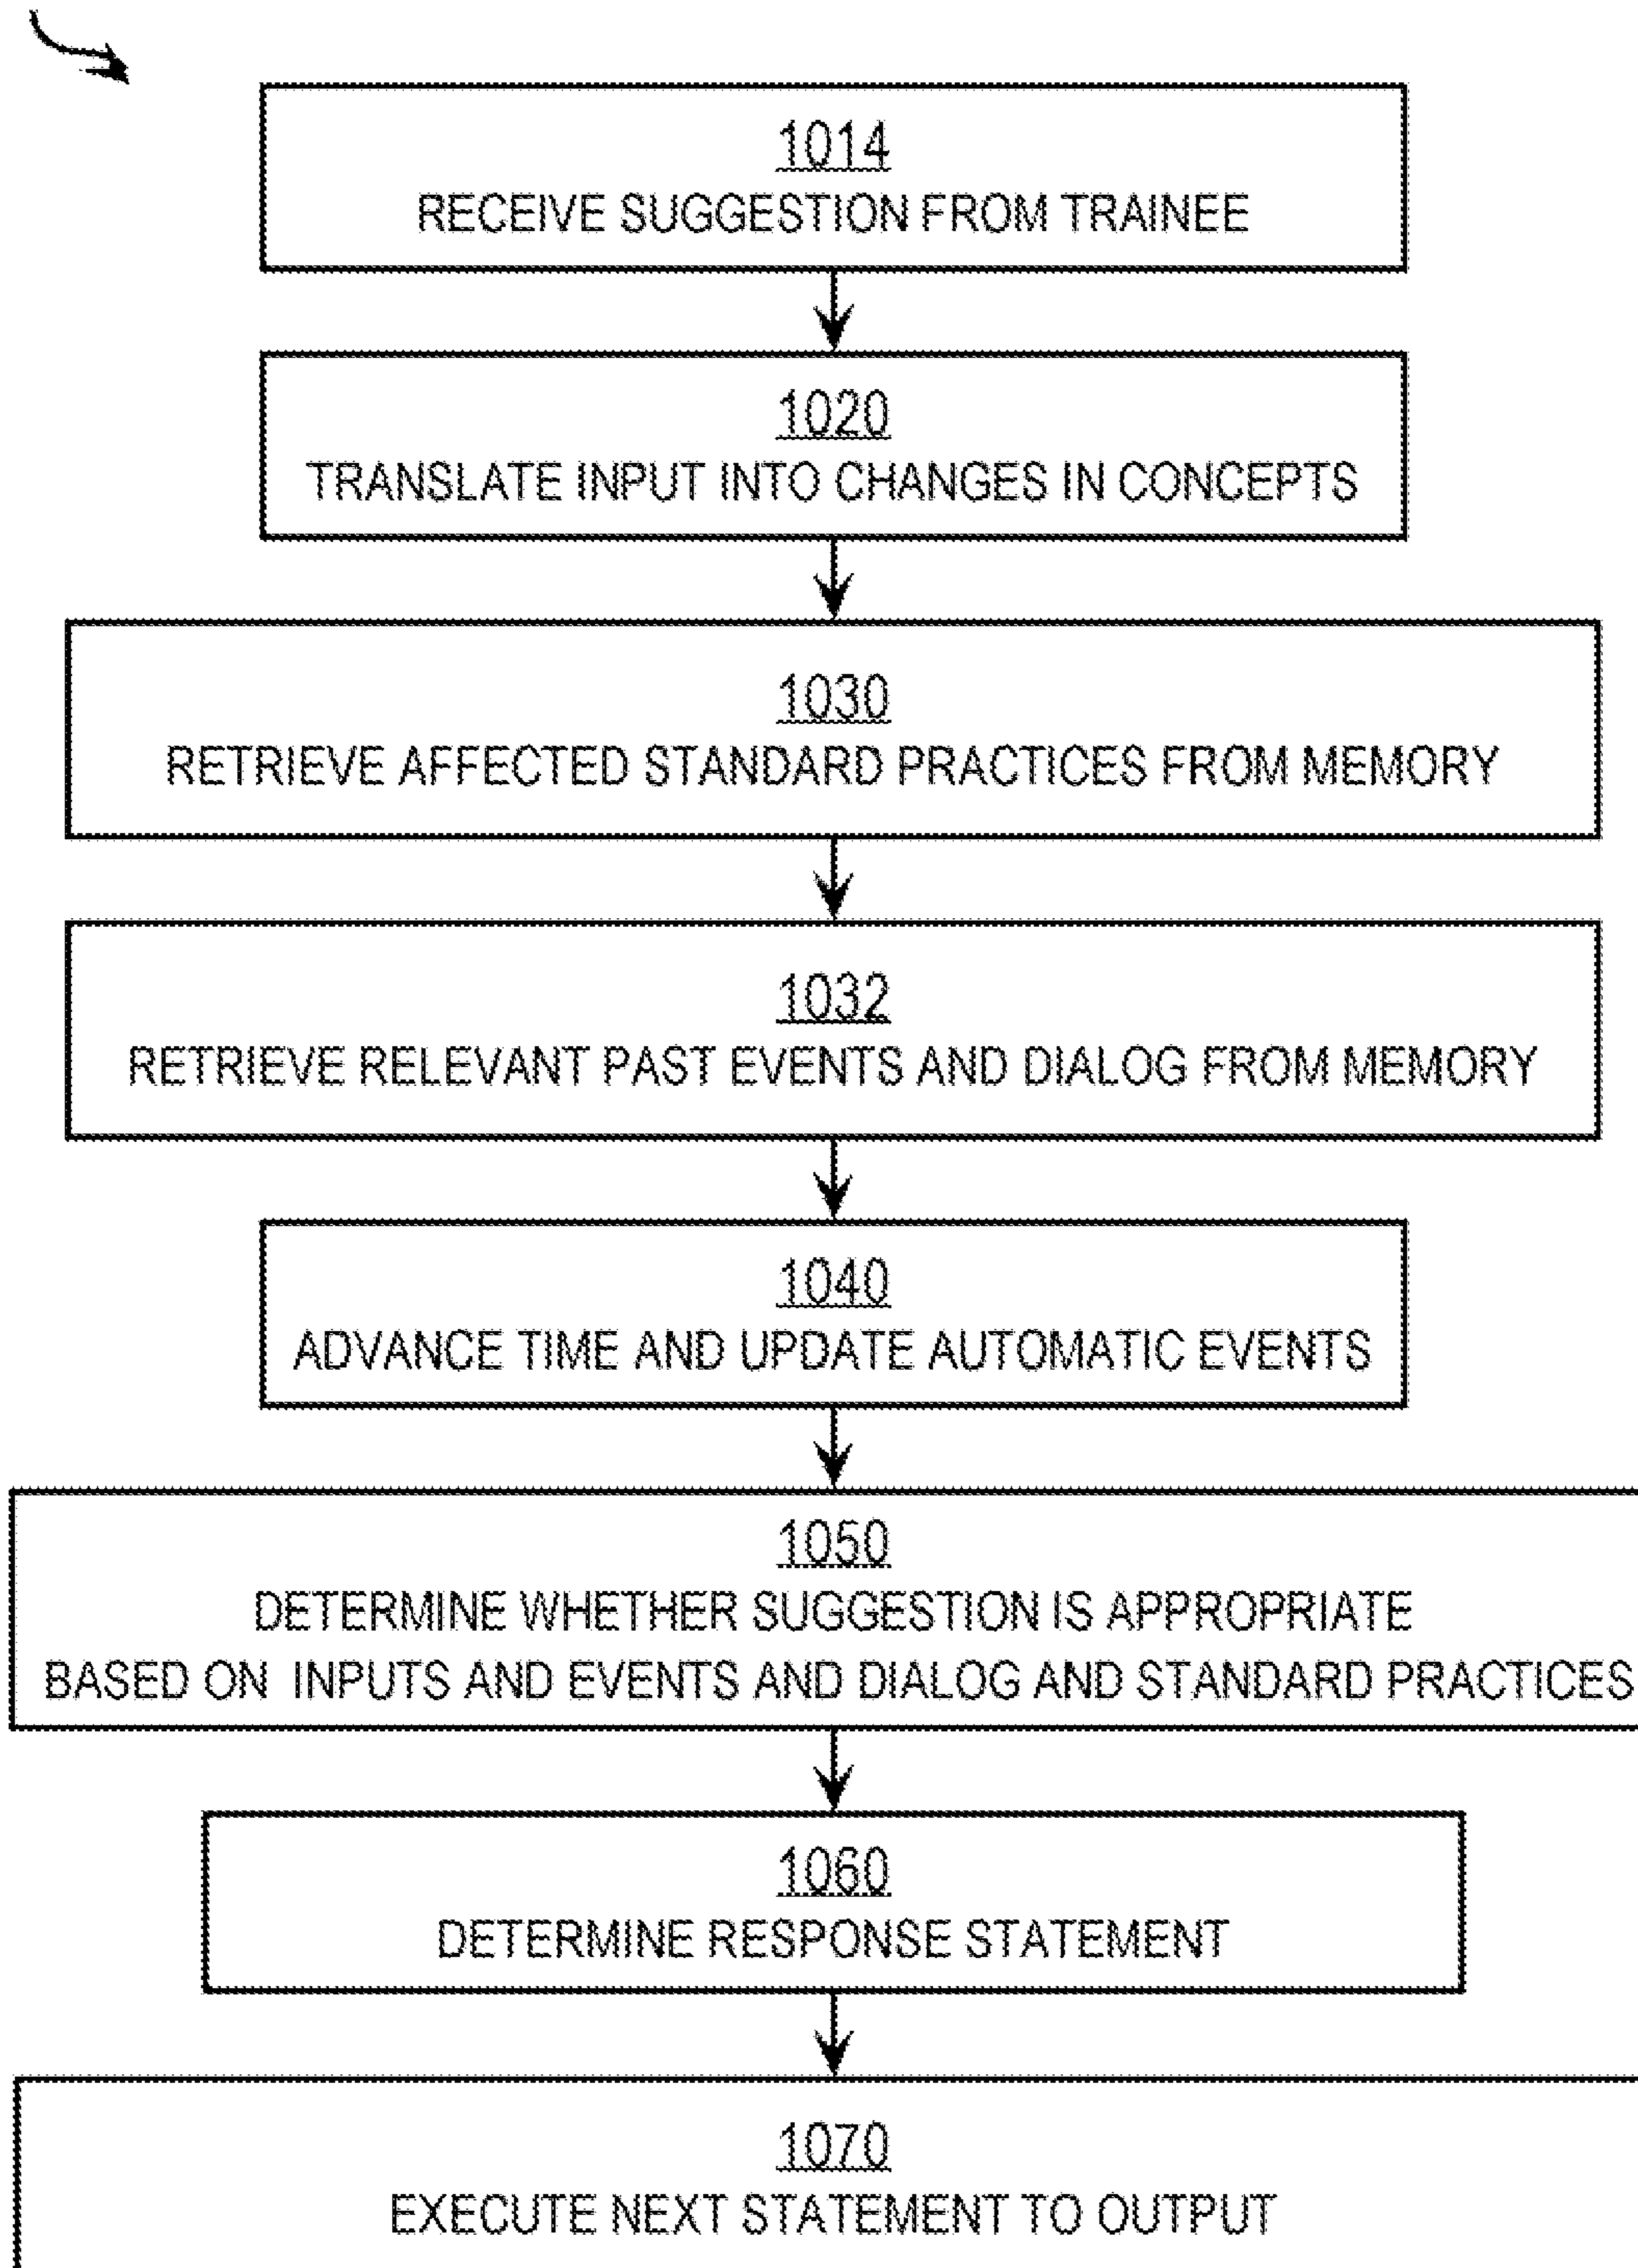 1014
RECEIVE SUGGESTION FROM TRAINEE
1020
TRANSLATE INPUT INTO CHANGES IN CONCEPTS
1030
RETRIEVE AFFECTED STANDARD PRACTICES FROM MEMORY
1032
RETRIEVE RELEVANT PAST EVENTS AND DIALOG FROM MEMORY
1040
ADVANCE TIME AND UPDATE AUTOMATIC EVENTS
1050
DETERMINE WHETHER SUGGESTION IS APPROPRIATE
BASED ON INPUTS AND EVENTS AND DIALOG AND STANDARD PRACTICES
1060
DETERMINE RESPONSE STATEMENT
1070
EXECUTE NEXT STATEMENT TO OUTPUT